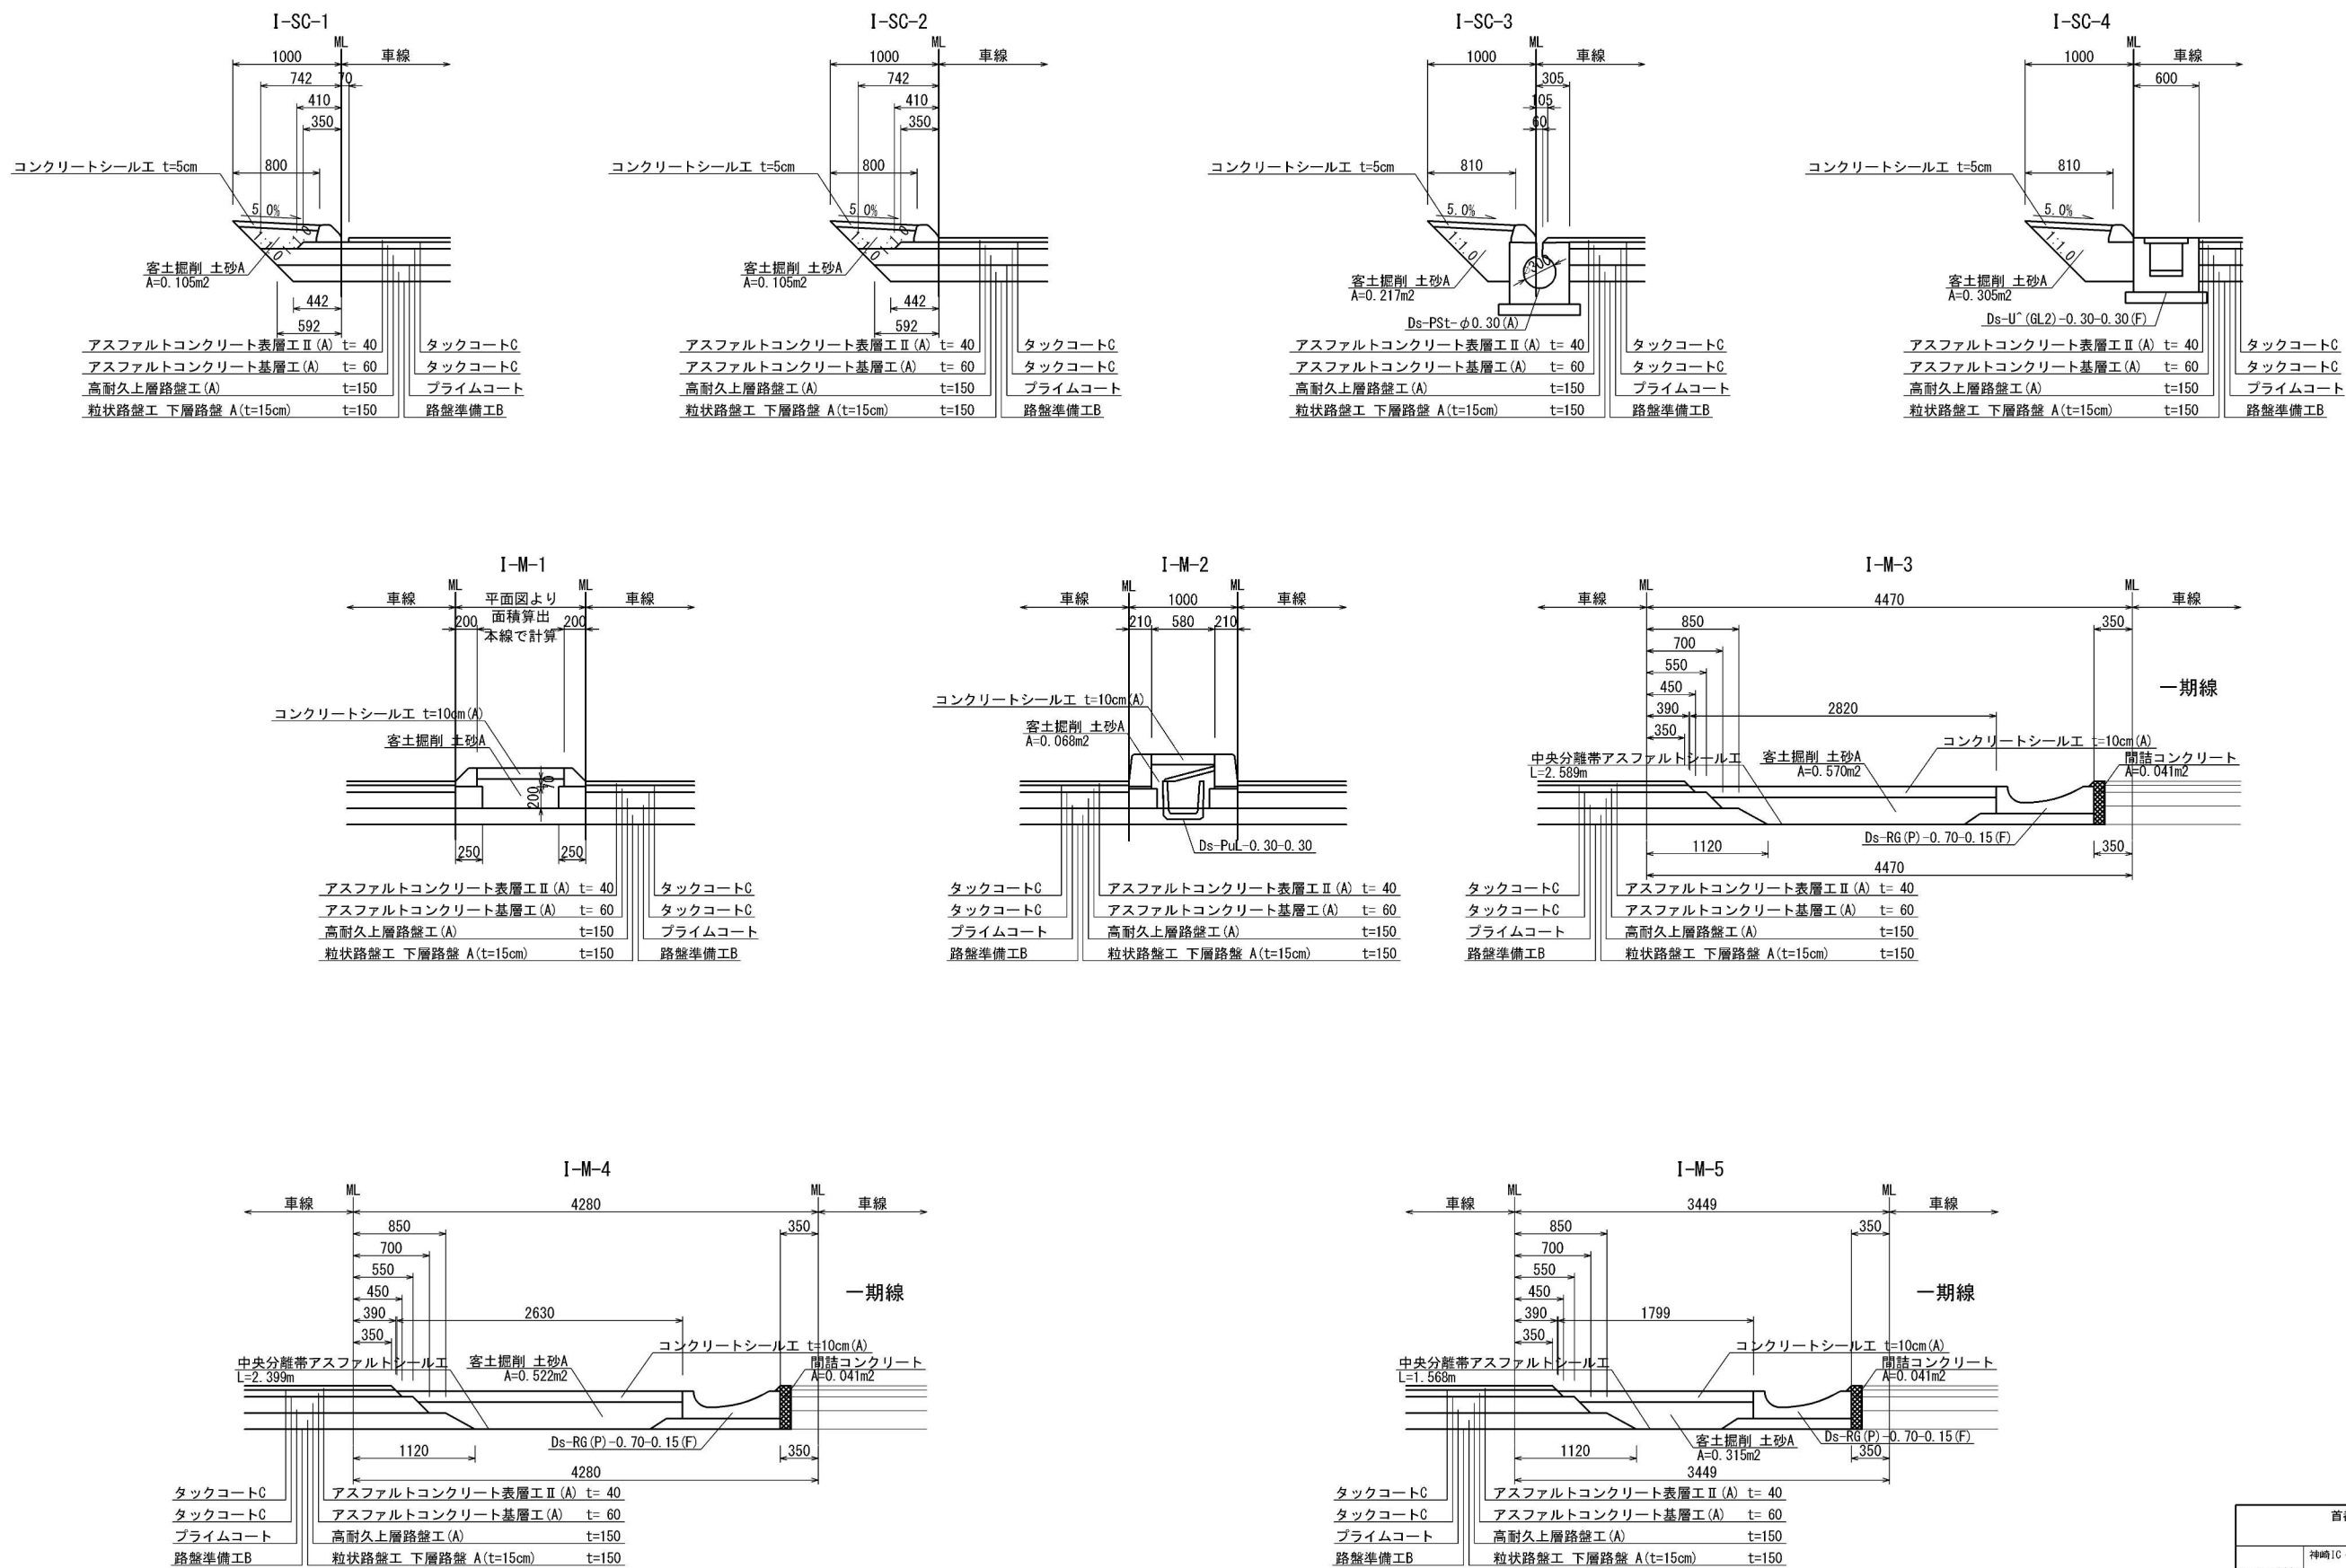 I-SC-1
ML
1000
車線
742
70
410
350
コンクリートシール工 t=5cm
800
5.0%
1:1.0
1:1.0
客土掘削 土砂A
A=0.105m2
442
592
アスファルトコンクリート表層工Ⅱ(A) t= 40
タックコートC
アスファルトコンクリート基層工(A) t= 60
タックコートC
高耐久上層路盤工(A) t=150
プライムコート
粒状路盤工 下層路盤 A(t=15cm) t=150
路盤準備工B
I-SC-2
ML
1000
車線
742
410
350
コンクリートシール工 t=5cm
800
5.0%
1:1.0
1:1.0
客土掘削 土砂A
A=0.105m2
442
592
アスファルトコンクリート表層工Ⅱ(A) t= 40
タックコートC
アスファルトコンクリート基層工(A) t= 60
タックコートC
高耐久上層路盤工(A) t=150
プライムコート
粒状路盤工 下層路盤 A(t=15cm) t=150
路盤準備工B
I-SC-3
ML
1000
車線
305
105
60
コンクリートシール工 t=5cm
810
5.0%
1:1.0
φ300
客土掘削 土砂A
A=0.217m2
Ds-PSt-φ0.30(A)
アスファルトコンクリート表層工Ⅱ(A) t= 40
タックコートC
アスファルトコンクリート基層工(A) t= 60
タックコートC
高耐久上層路盤工(A) t=150
プライムコート
粒状路盤工 下層路盤 A(t=15cm) t=150
路盤準備工B
I-SC-4
ML
1000
車線
600
コンクリートシール工 t=5cm
810
5.0%
1:1.0
客土掘削 土砂A
A=0.305m2
Ds-U^(GL2)-0.30-0.30(F)
アスファルトコンクリート表層工Ⅱ(A) t= 40
タックコートC
アスファルトコンクリート基層工(A) t= 60
タックコートC
高耐久上層路盤工(A) t=150
プライムコート
粒状路盤工 下層路盤 A(t=15cm) t=150
路盤準備工B
I-M-1
ML
ML
車線
平面図より
車線
面積算出
200
200
本線で計算
コンクリートシール工 t=10cm(A)
客土掘削 土砂A
70
200
250
250
アスファルトコンクリート表層工Ⅱ(A) t= 40
タックコートC
アスファルトコンクリート基層工(A) t= 60
タックコートC
高耐久上層路盤工(A) t=150
プライムコート
粒状路盤工 下層路盤 A(t=15cm) t=150
路盤準備工B
I-M-2
ML
ML
車線
1000
車線
210
580
210
コンクリートシール工 t=10cm(A)
客土掘削 土砂A
A=0.068m2
Ds-PuL-0.30-0.30
タックコートC
アスファルトコンクリート表層工Ⅱ(A) t= 40
タックコートC
アスファルトコンクリート基層工(A) t= 60
プライムコート
高耐久上層路盤工(A) t=150
路盤準備工B
粒状路盤工 下層路盤 A(t=15cm) t=150
I-M-3
ML
ML
車線
4470
車線
850
350
700
550
450
一期線
390
2820
350
コンクリートシール工 t=10cm(A)
中央分離帯アスファルトシール工
L=2.589m
客土掘削 土砂A
A=0.570m2
間詰コンクリート
A=0.041m2
Ds-RG(P)-0.70-0.15(F)
1120
350
4470
タックコートC
アスファルトコンクリート表層工Ⅱ(A) t= 40
タックコートC
アスファルトコンクリート基層工(A) t= 60
プライムコート
高耐久上層路盤工(A) t=150
路盤準備工B
粒状路盤工 下層路盤 A(t=15cm) t=150
I-M-4
ML
ML
車線
4280
車線
850
350
700
550
450
一期線
390
2630
350
コンクリートシール工 t=10cm(A)
中央分離帯アスファルトシール工
L=2.399m
客土掘削 土砂A
A=0.522m2
間詰コンクリート
A=0.041m2
Ds-RG(P)-0.70-0.15(F)
1120
350
4280
タックコートC
アスファルトコンクリート表層工Ⅱ(A) t= 40
タックコートC
アスファルトコンクリート基層工(A) t= 60
プライムコート
高耐久上層路盤工(A) t=150
路盤準備工B
粒状路盤工 下層路盤 A(t=15cm) t=150
I-M-5
ML
ML
車線
3449
車線
850
350
700
550
450
一期線
390
1799
350
コンクリートシール工 t=10cm(A)
中央分離帯アスファルトシール工
L=1.568m
間詰コンクリート
A=0.041m2
客土掘削 土砂A
A=0.315m2
Ds-RG(P)-0.70-0.15(F)
1120
350
3449
タックコートC
アスファルトコンクリート表層工Ⅱ(A) t= 40
タックコートC
アスファルトコンクリート基層工(A) t= 60
プライムコート
高耐久上層路盤工(A) t=150
路盤準備工B
粒状路盤工 下層路盤 A(t=15cm) t=150
神崎IC